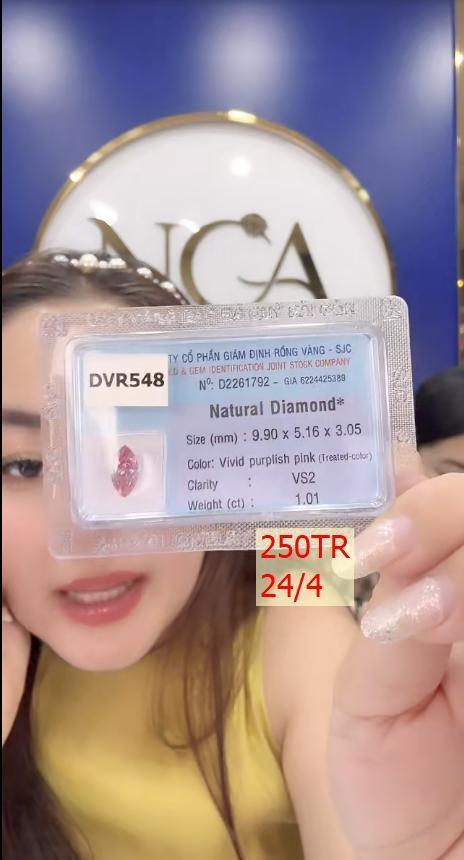 NCA
TY CỔ PHẦN GIÁM ĐỊNH RỒNG VÀNG - SJC
& GEM IDENTIFICATION JOINT STOCK COMPANY
DVR548
Nº: D2261792 - GIA 6224425389
Natural Diamond*
Size (mm) : 9.90 x 5.16 x 3.05
Color: Vivid purplish pink (Treated-color)
Clarity : VS2
Weight (ct) : 1.01
250TR
24/4